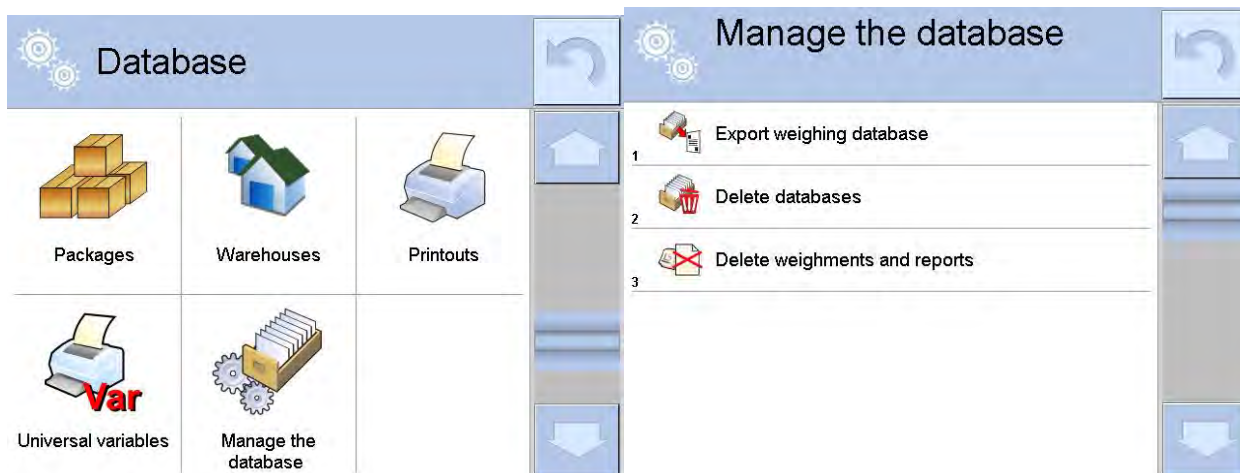 Database
Packages
Warehouses
Printouts
Var
Universal variables
Manage the
database
Manage the database
1
Export weighing database
2
Delete databases
3
Delete weighments and reports